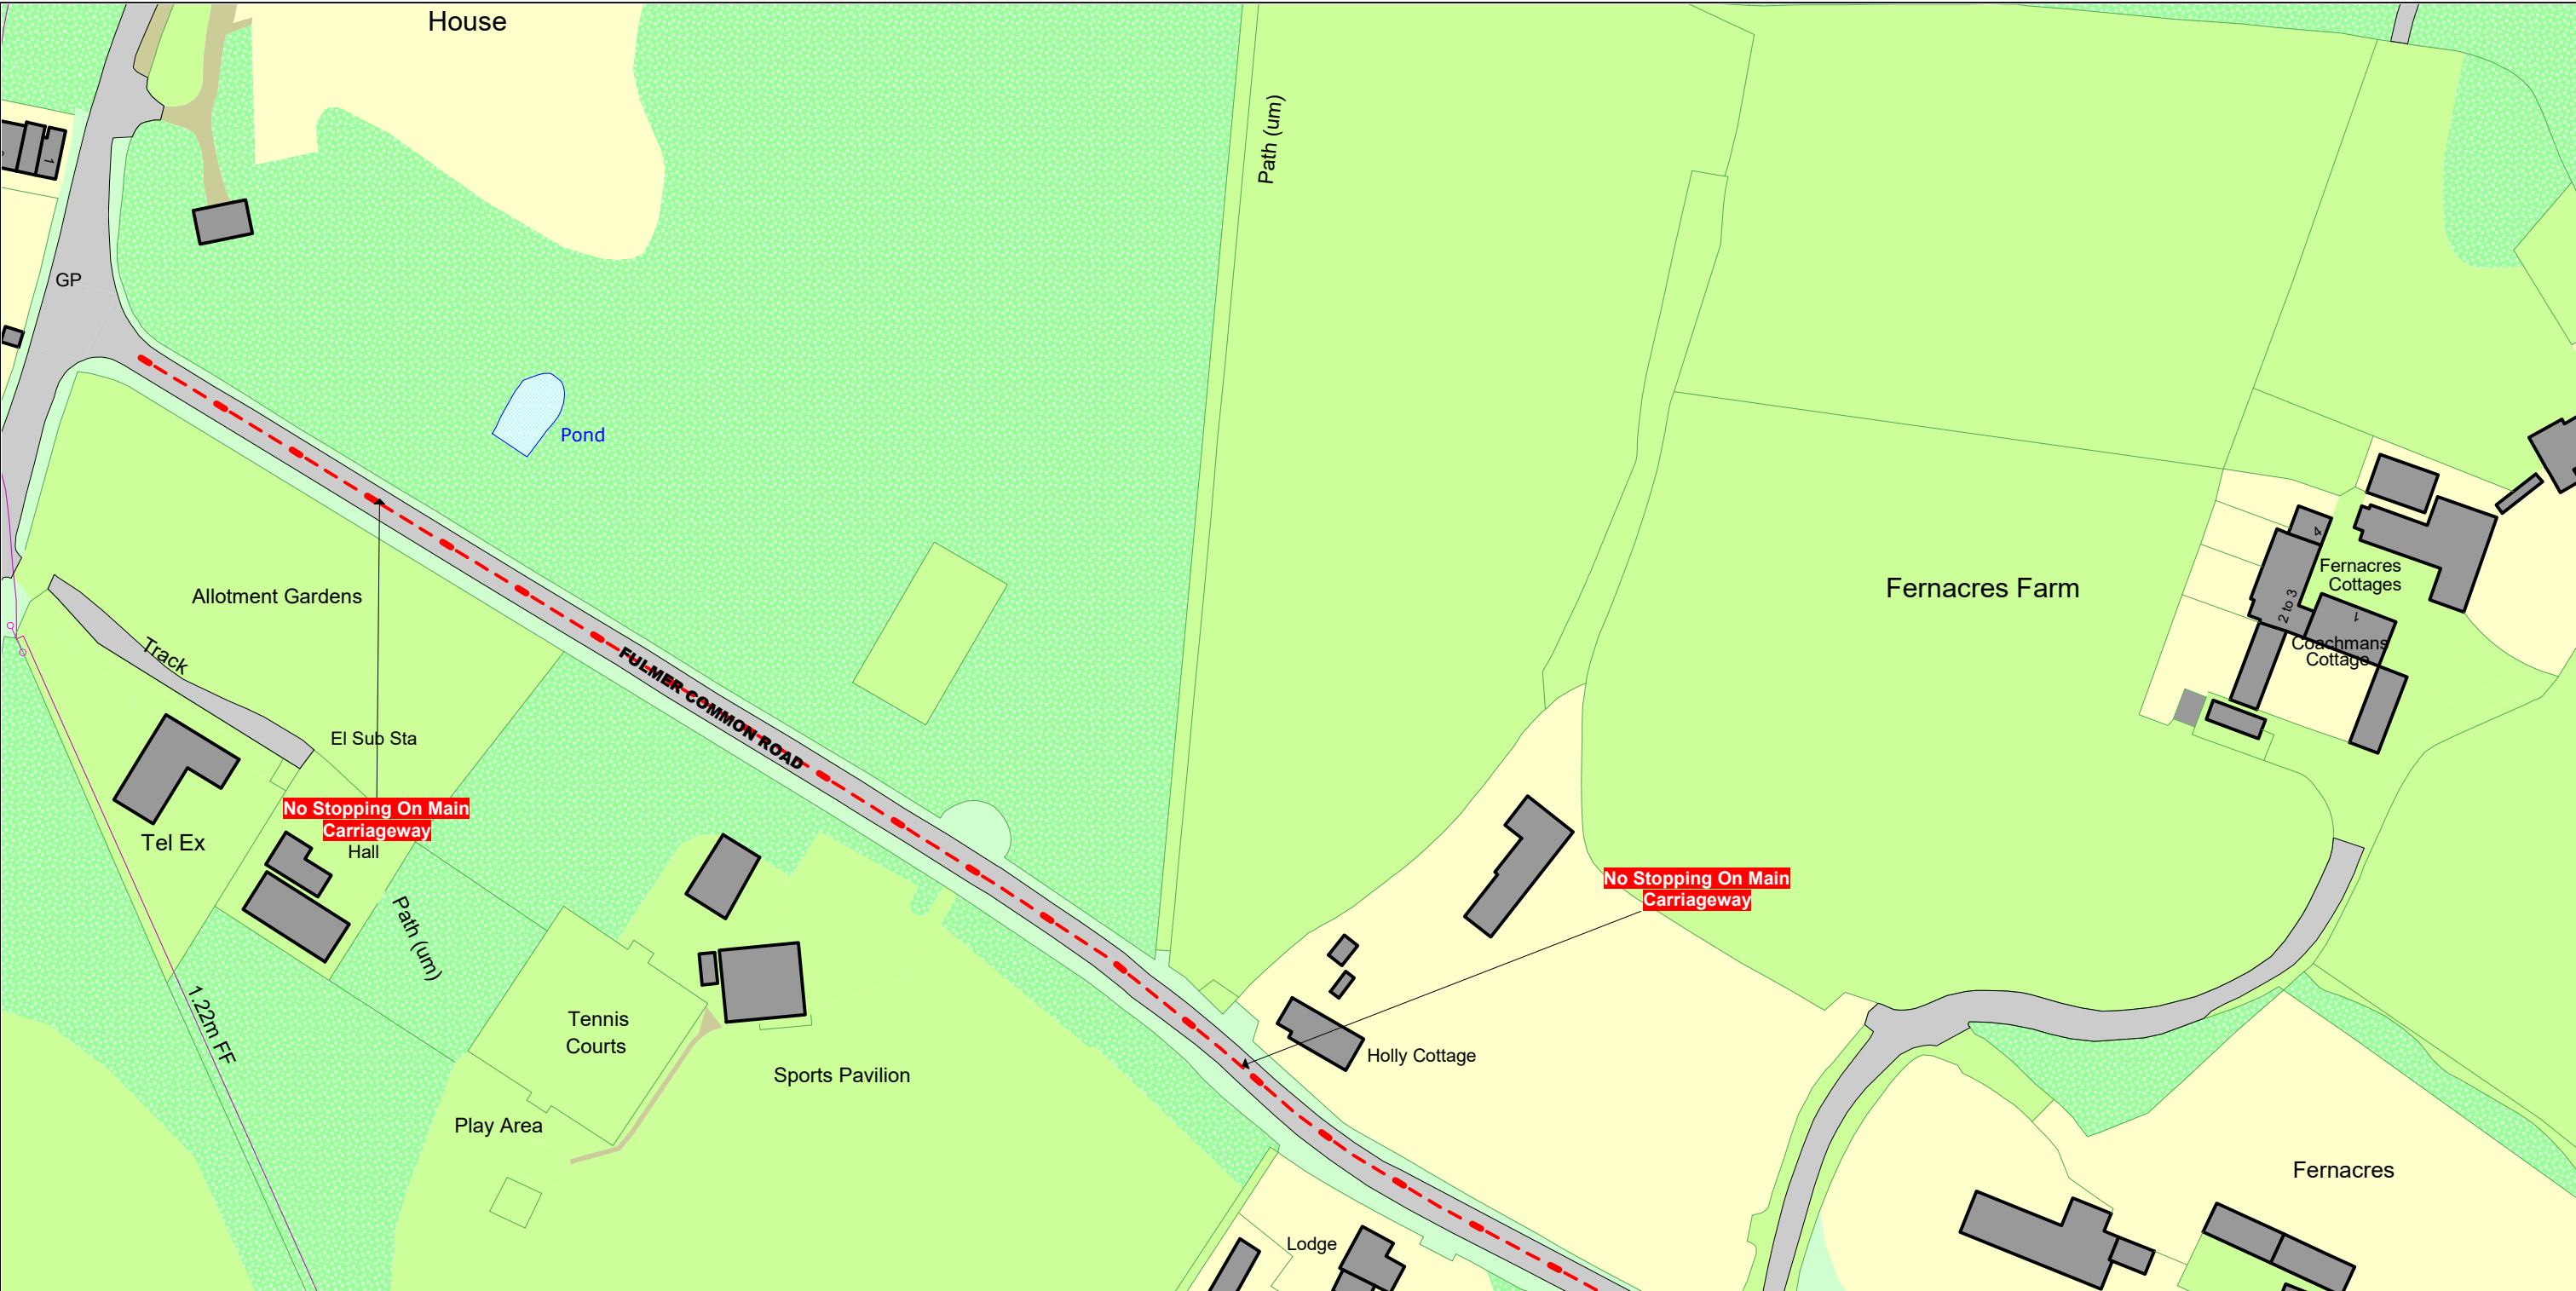 House
Path (um)
1
GP
Pond
Allotment Gardens
Track
FULMER COMMON ROAD
El Sub Sta
No Stopping On Main
Carriageway
Hall
Tel Ex
Path (um)
1.22m FF
Tennis
Courts
Play Area
Sports Pavilion
Fernacres Farm
4
Fernacres
Cottages
2 to 3
1
Coachmans
Cottage
No Stopping On Main
Carriageway
Holly Cottage
Fernacres
Lodge